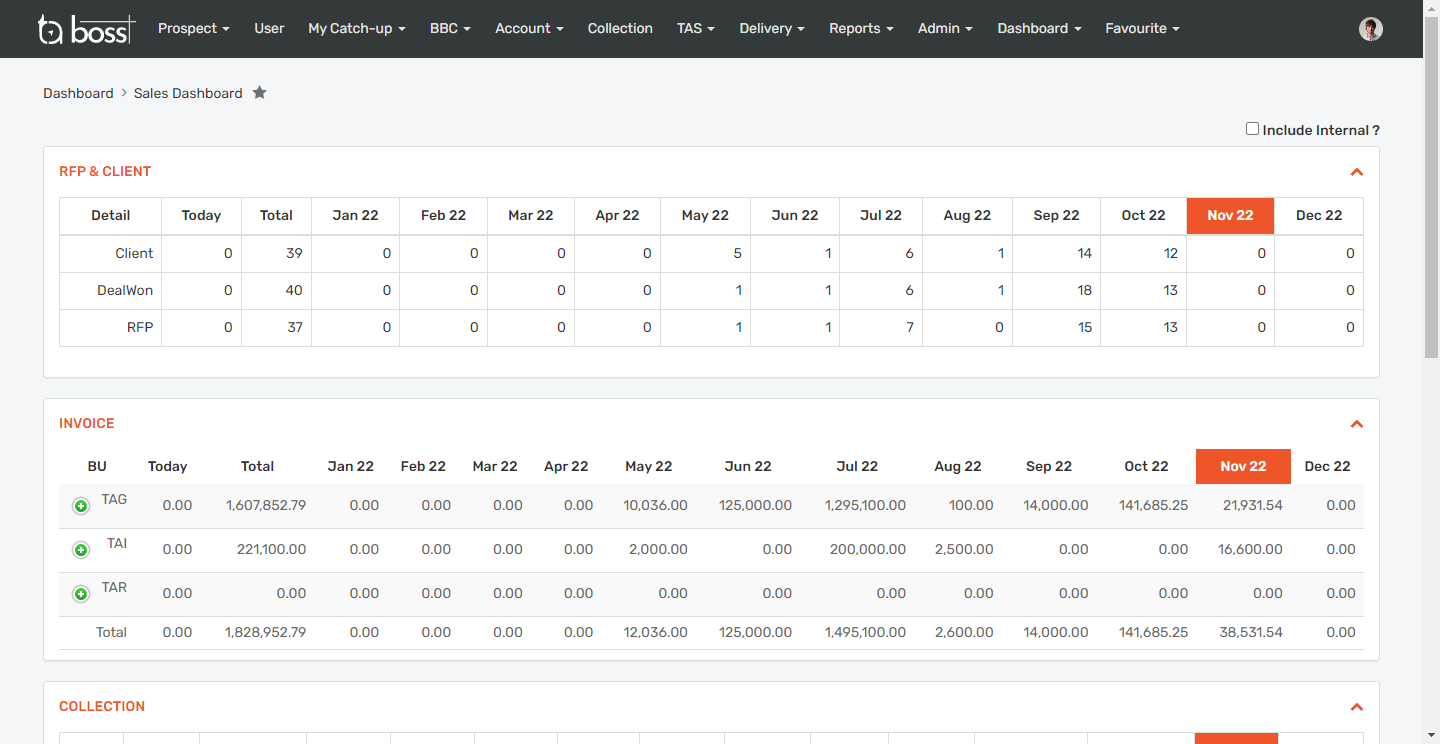 ta boss
Prospect User My Catch-up BBC Account Collection TAS Delivery Reports Admin Dashboard Favourite
Dashboard > Sales Dashboard
Include Internal ?
RFP & CLIENT
Detail Today Total Jan 22 Feb 22 Mar 22 Apr 22 May 22 Jun 22 Jul 22 Aug 22 Sep 22 Oct 22 Nov 22 Dec 22
Client 0 39 0 0 0 0 5 1 6 1 14 12 0 0
DealWon 0 40 0 0 0 0 1 1 6 1 18 13 0 0
RFP 0 37 0 0 0 0 1 1 7 0 15 13 0 0
INVOICE
BU Today Total Jan 22 Feb 22 Mar 22 Apr 22 May 22 Jun 22 Jul 22 Aug 22 Sep 22 Oct 22 Nov 22 Dec 22
TAG 0.00 1,607,852.79 0.00 0.00 0.00 0.00 10,036.00 125,000.00 1,295,100.00 100.00 14,000.00 141,685.25 21,931.54 0.00
TAI 0.00 221,100.00 0.00 0.00 0.00 0.00 2,000.00 0.00 200,000.00 2,500.00 0.00 0.00 16,600.00 0.00
TAR 0.00 0.00 0.00 0.00 0.00 0.00 0.00 0.00 0.00 0.00 0.00 0.00 0.00 0.00
Total 0.00 1,828,952.79 0.00 0.00 0.00 0.00 12,036.00 125,000.00 1,495,100.00 2,600.00 14,000.00 141,685.25 38,531.54 0.00
COLLECTION